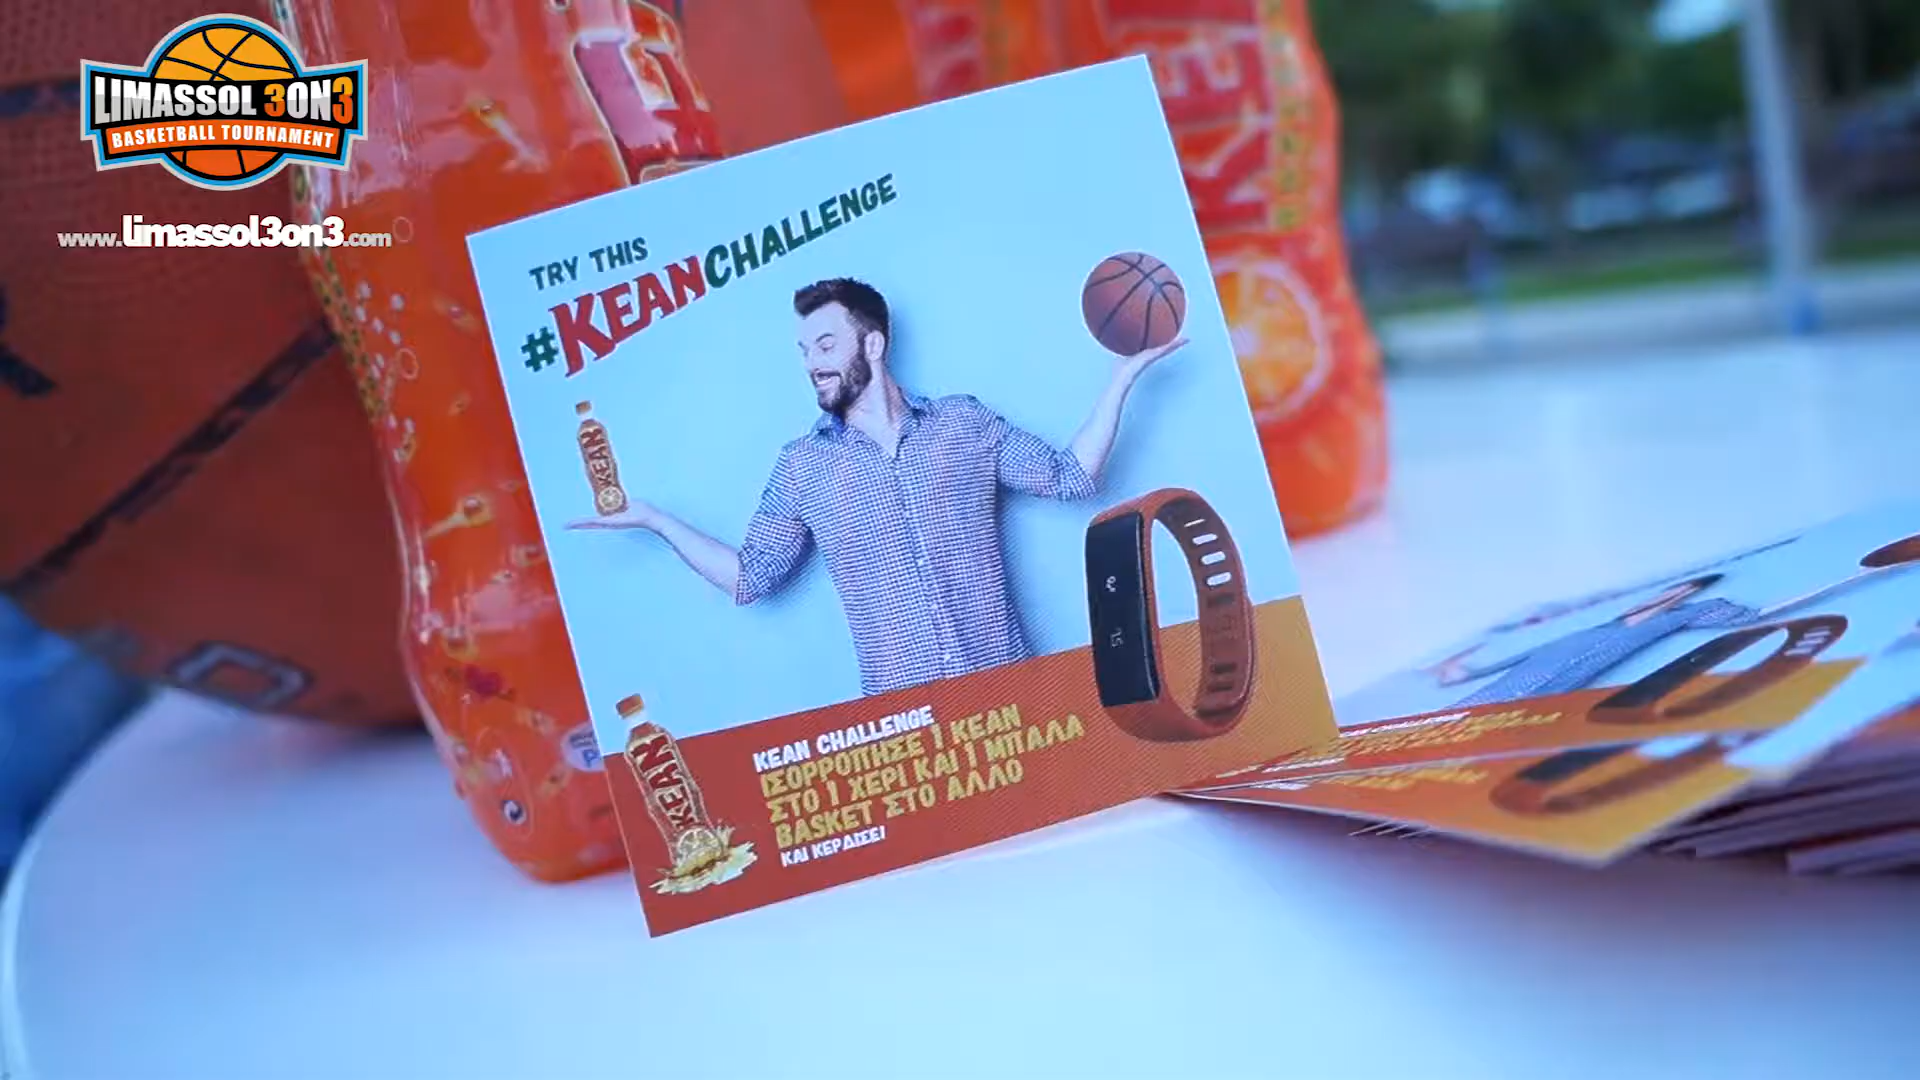 LIMASSOL 3ON3
BASKETBALL TOURNAMENT
www.limassol3on3.com
TRY THIS
#KEANCHALLENGE
KEAN
KEAN
KEAN CHALLENGE
ΙΣΟΡΡΟΠΗΣΕ 1 ΚΕΑΝ
ΣΤΟ 1 ΧΕΡΙ ΚΑΙ 1 ΜΠΑΛΑ
BASKET ΣΤΟ ΑΛΛΟ
ΚΑΙ ΚΕΡΔΙΣΕ!